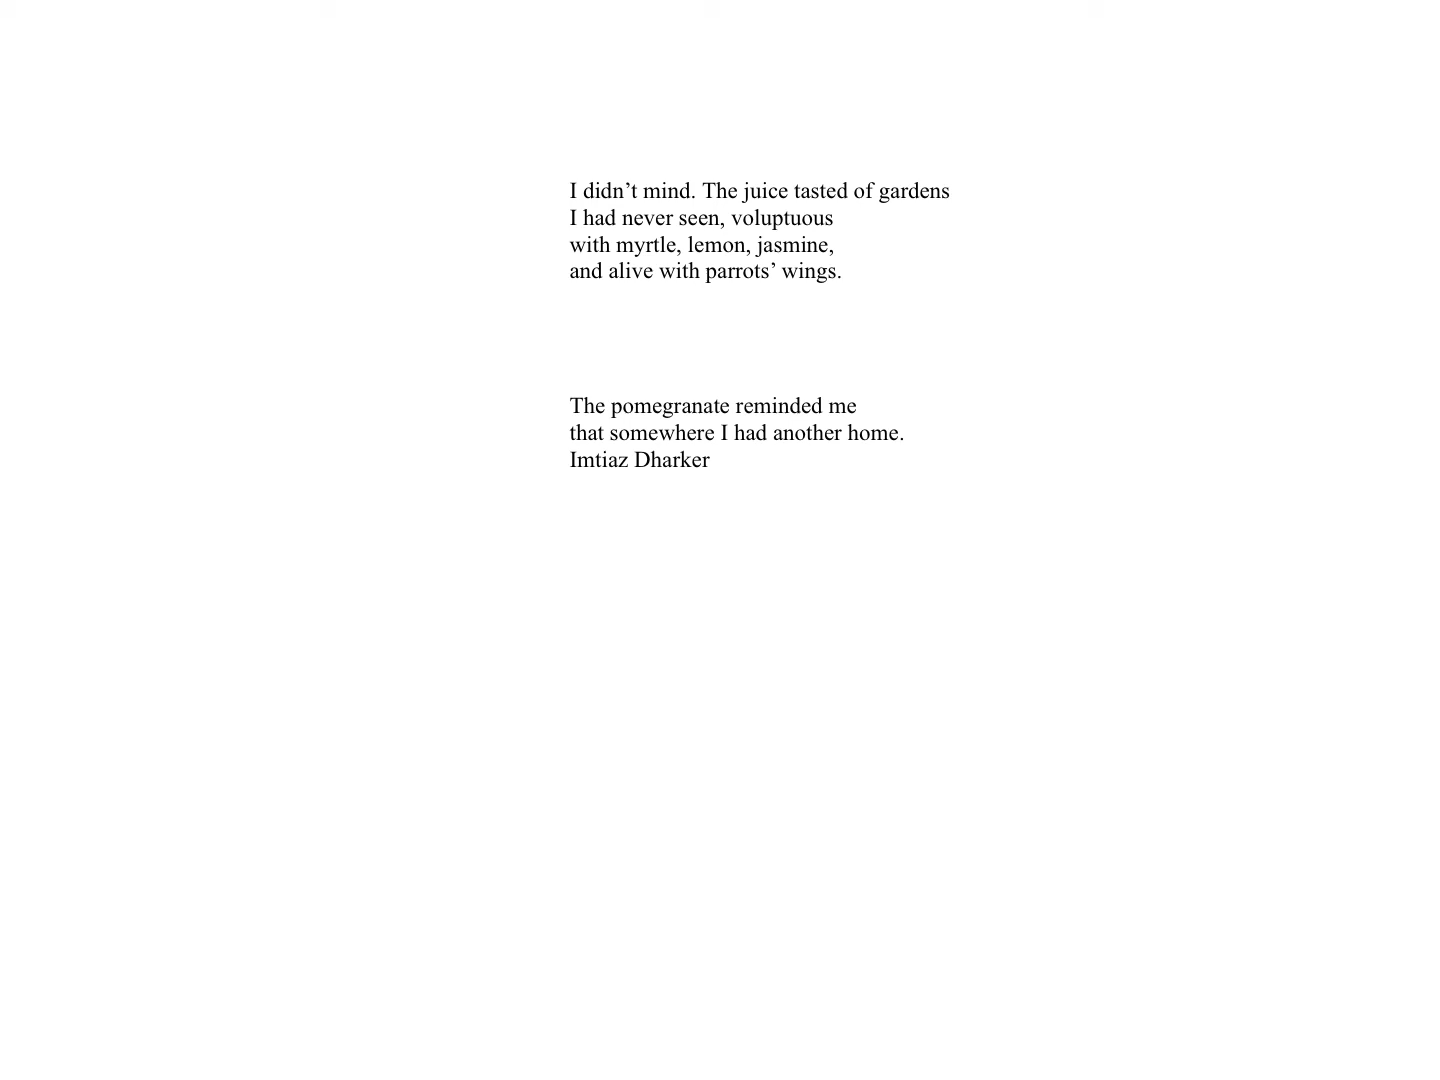 I didn’t mind. The juice tasted of gardens
I had never seen, voluptuous
with myrtle, lemon, jasmine,
and alive with parrots’ wings.
The pomegranate reminded me
that somewhere I had another home.
Imtiaz Dharker